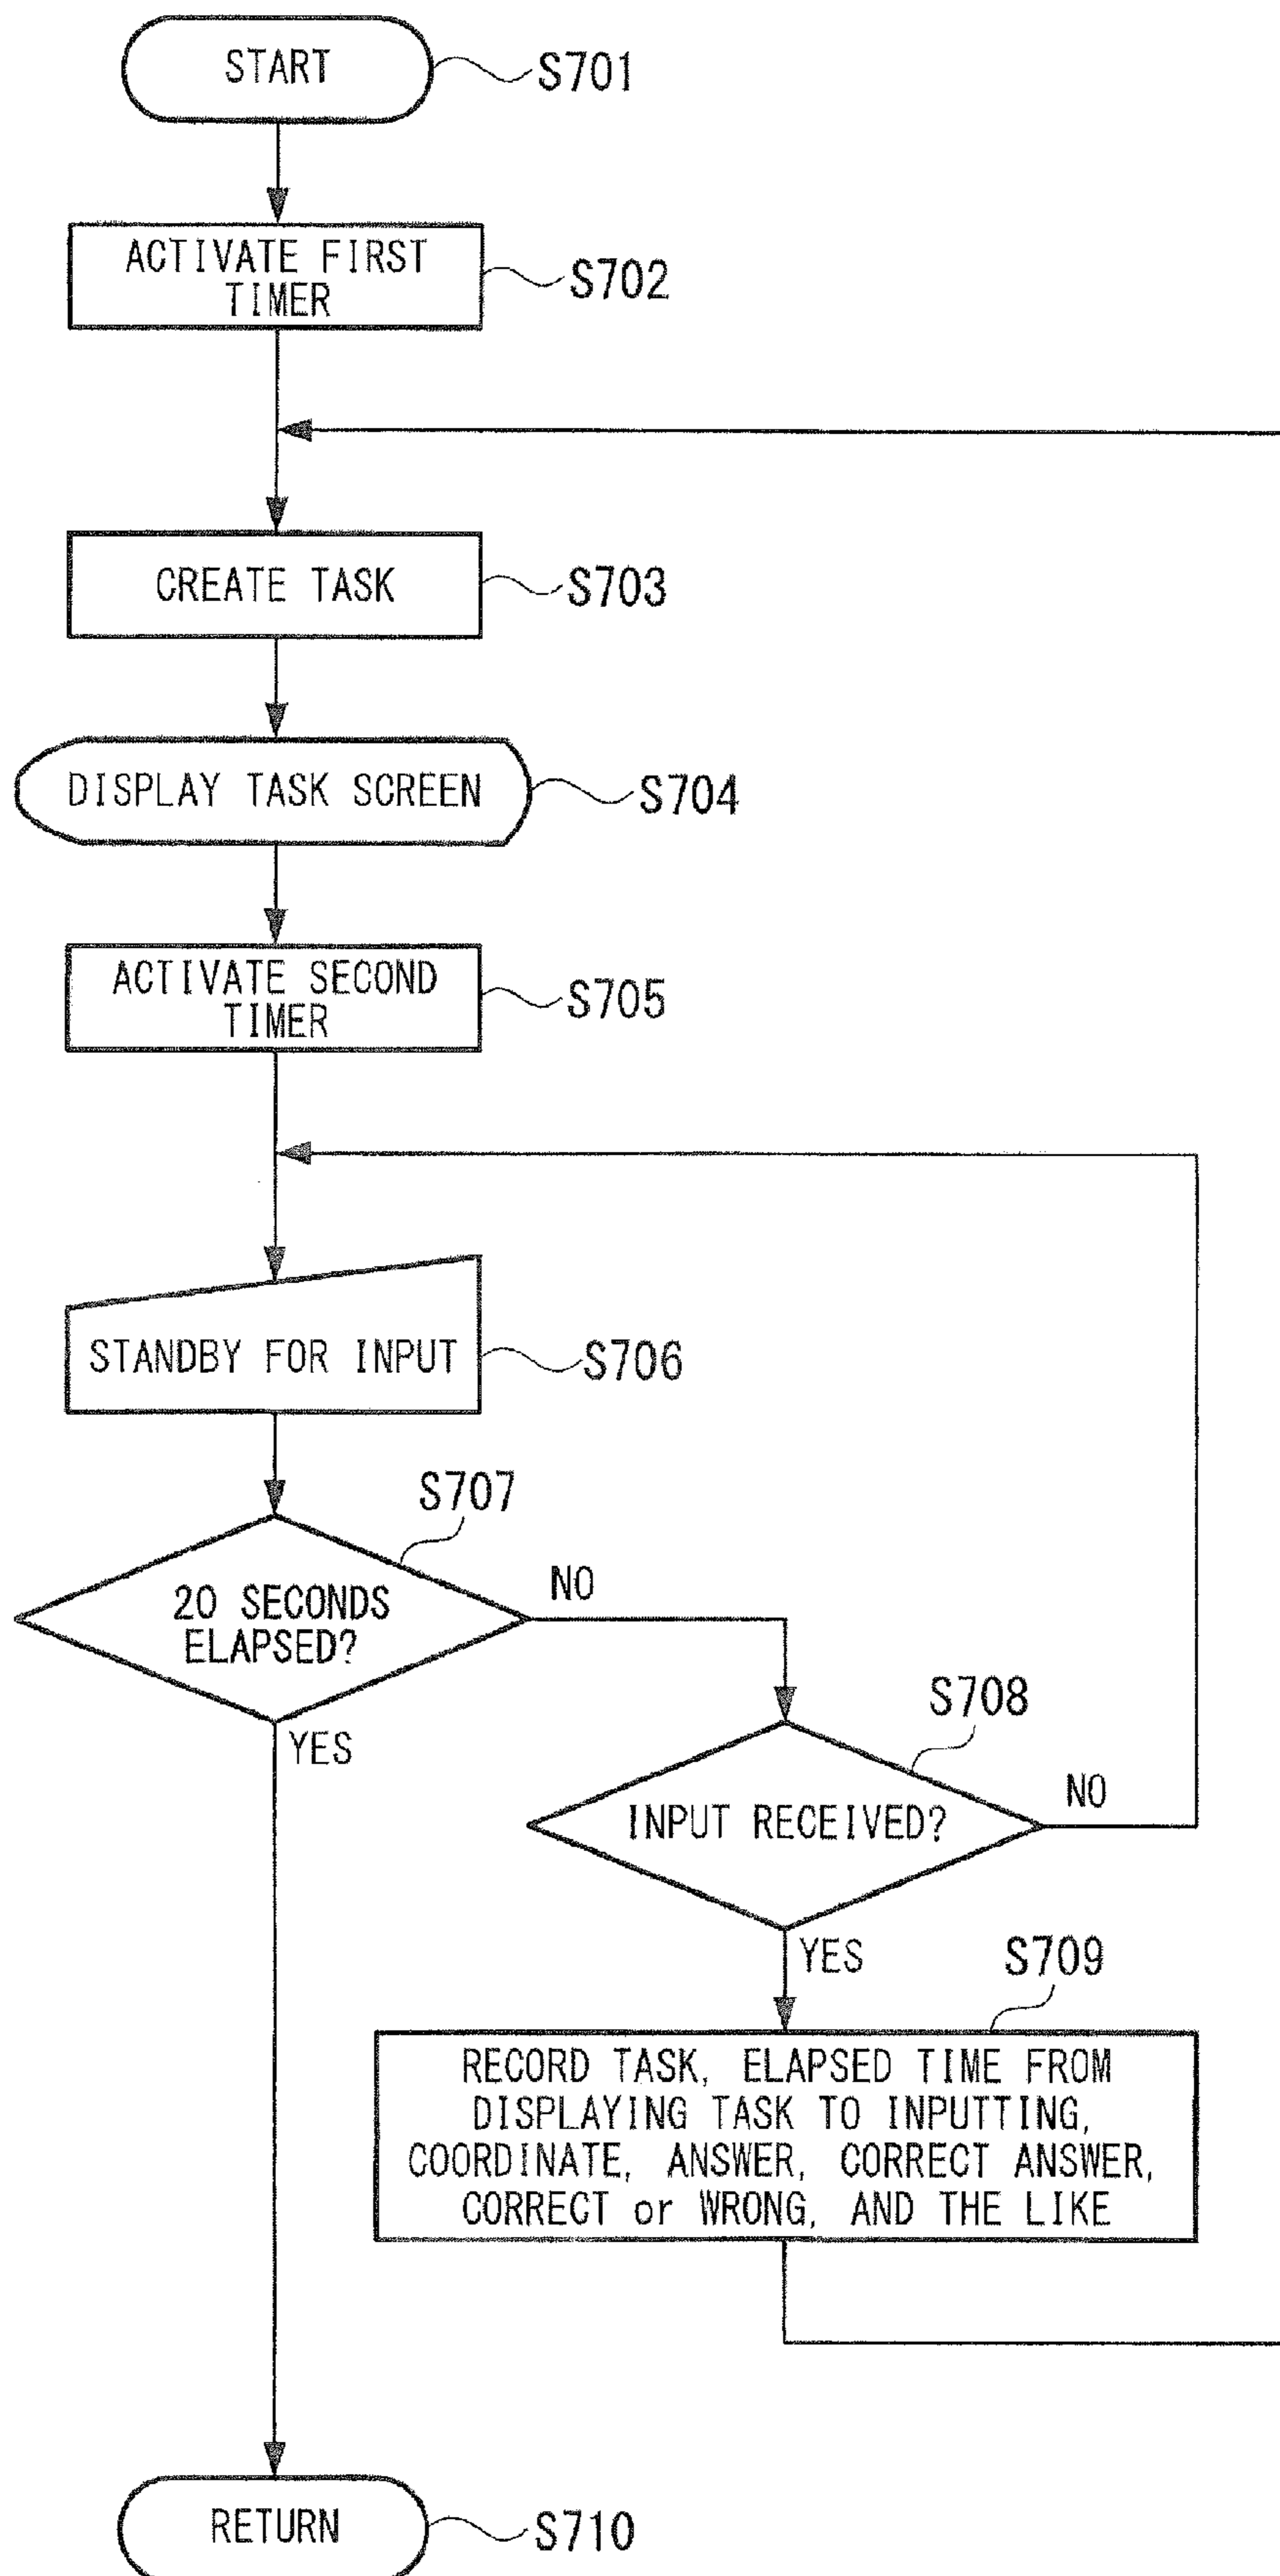 START
S701
ACTIVATE FIRST
TIMER
S702
CREATE TASK
S703
DISPLAY TASK SCREEN
S704
ACTIVATE SECOND
TIMER
S705
STANDBY FOR INPUT
S706
S707
20 SECONDS
ELAPSED?
NO
YES
S708
INPUT RECEIVED?
NO
YES
S709
RECORD TASK, ELAPSED TIME FROM
DISPLAYING TASK TO INPUTTING,
COORDINATE, ANSWER, CORRECT ANSWER,
CORRECT or WRONG, AND THE LIKE
RETURN
S710